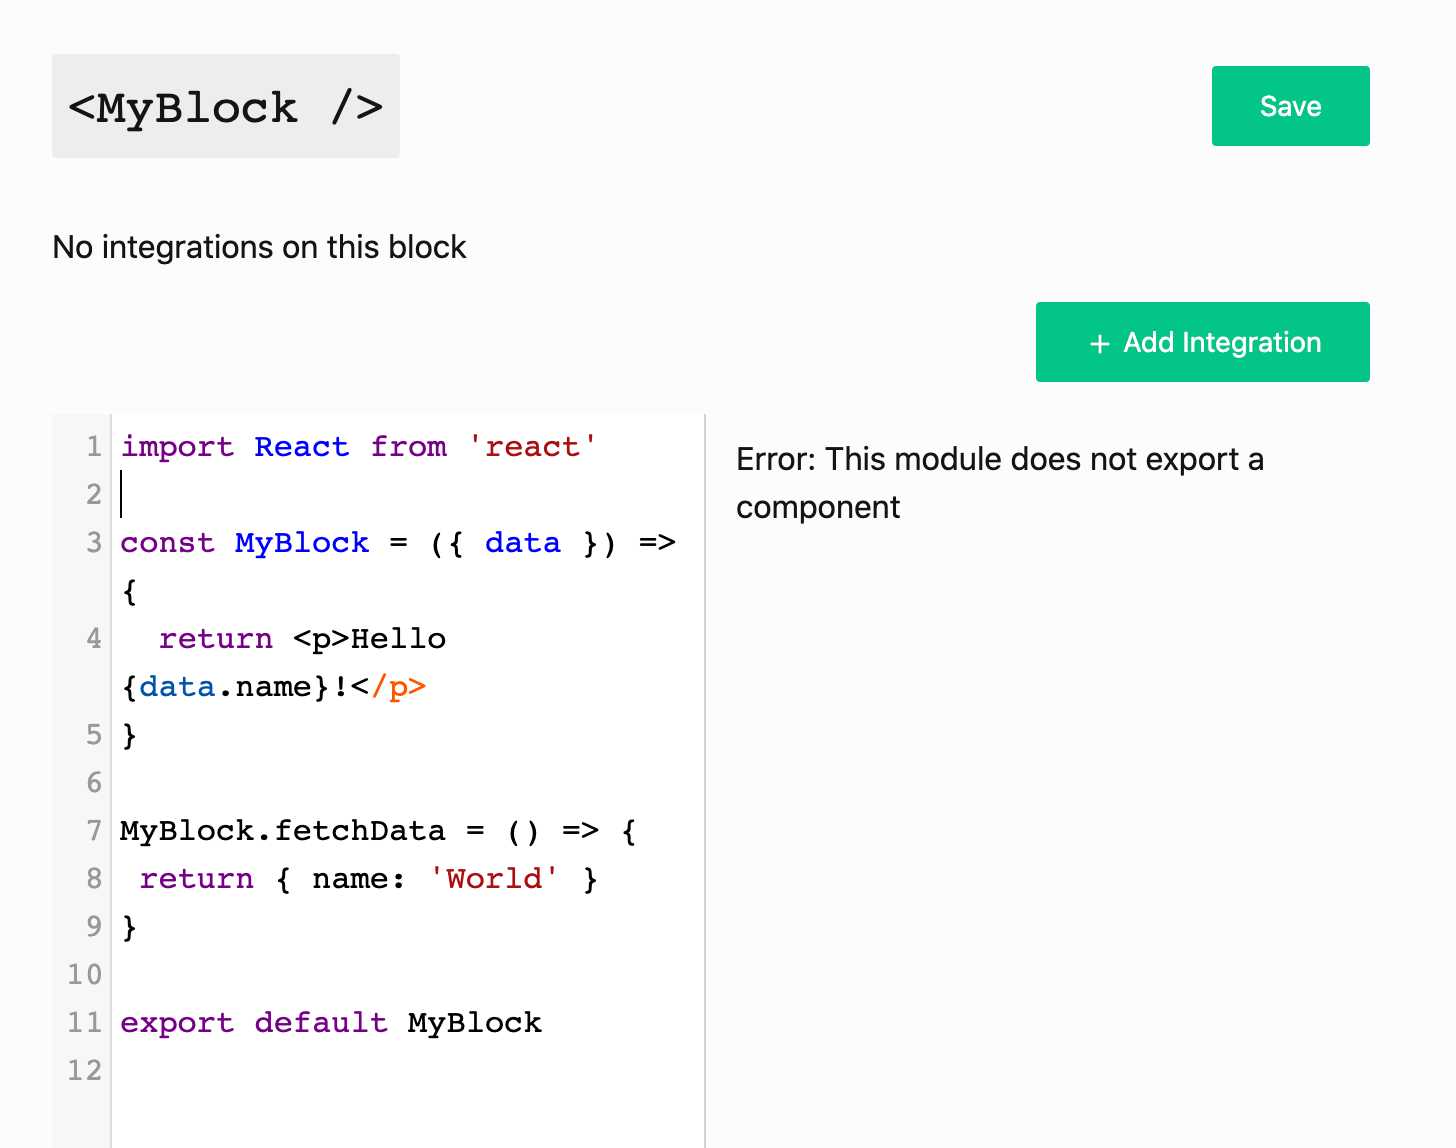 <MyBlock />
Save
No integrations on this block
+ Add Integration
1 import React from 'react'
2
3 const MyBlock = ({ data }) =>
{
4   return <p>Hello
{data.name}!</p>
5 }
6
7 MyBlock.fetchData = () => {
8  return { name: 'World' }
9 }
10
11 export default MyBlock
12
Error: This module does not export a
component